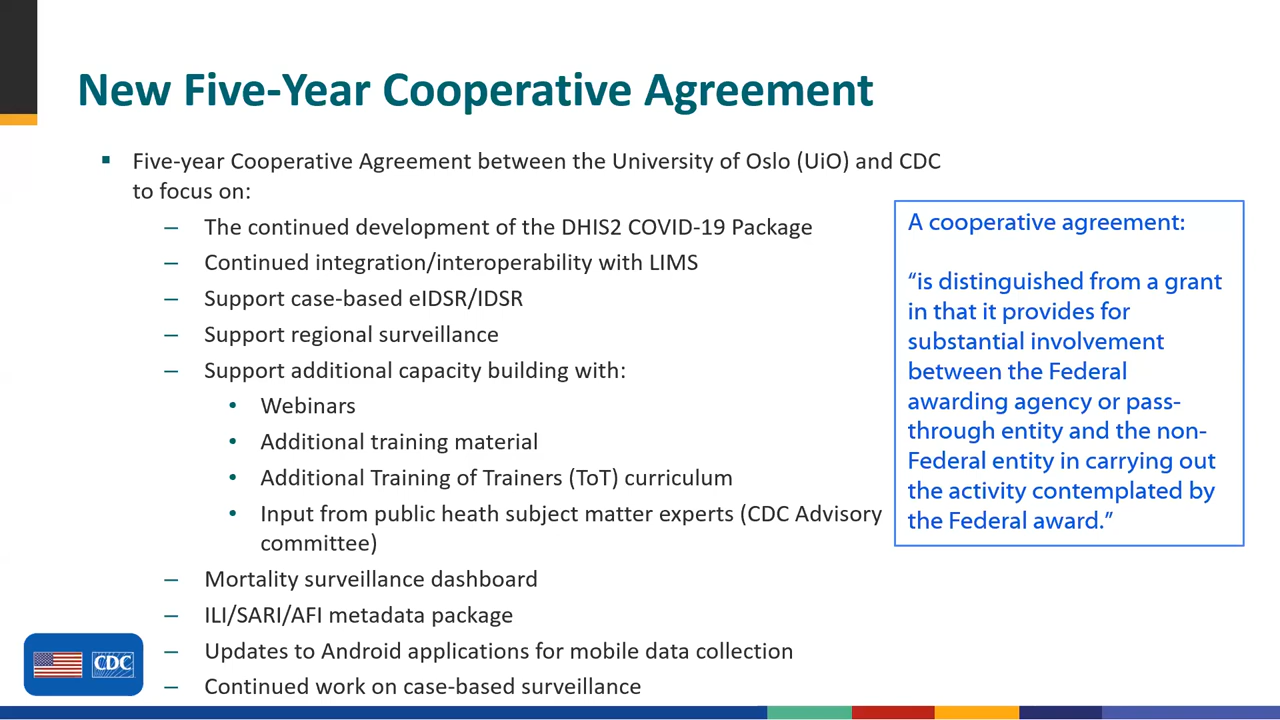 New Five-Year Cooperative Agreement
▪ Five-year Cooperative Agreement between the University of Oslo (UiO) and CDC
to focus on:
– The continued development of the DHIS2 COVID-19 Package
– Continued integration/interoperability with LIMS
– Support case-based eIDSR/IDSR
– Support regional surveillance
– Support additional capacity building with:
• Webinars
• Additional training material
• Additional Training of Trainers (ToT) curriculum
• Input from public heath subject matter experts (CDC Advisory
committee)
– Mortality surveillance dashboard
– ILI/SARI/AFI metadata package
– Updates to Android applications for mobile data collection
– Continued work on case-based surveillance
A cooperative agreement:
“is distinguished from a grant
in that it provides for
substantial involvement
between the Federal
awarding agency or pass-
through entity and the non-
Federal entity in carrying out
the activity contemplated by
the Federal award.”
CDC